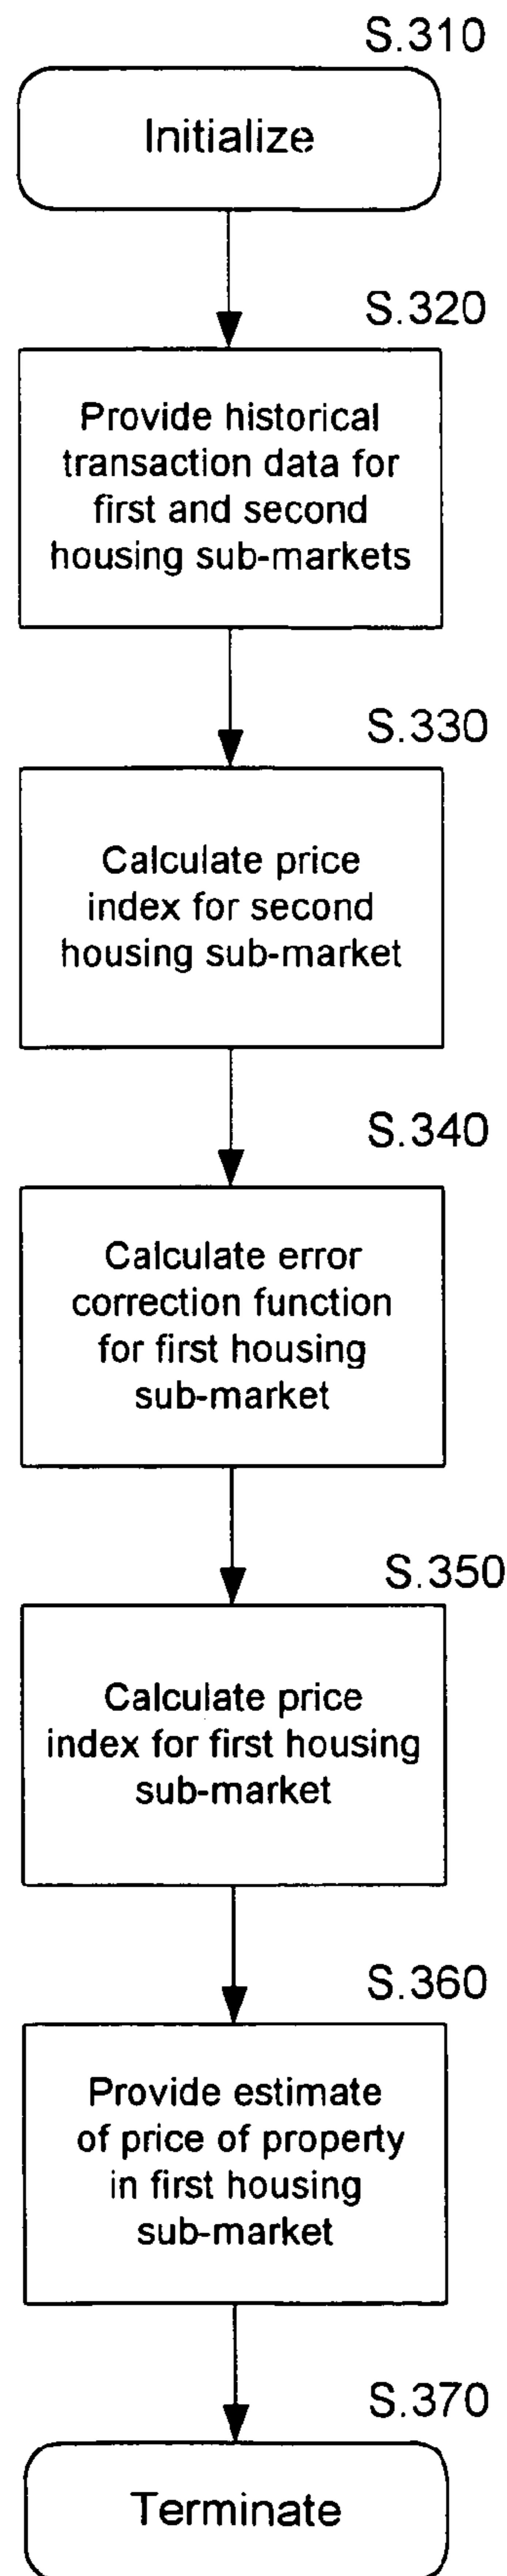 S.310
Initialize
S.320
Provide historical
transaction data for
first and second
housing sub-markets
S.330
Calculate price
index for second
housing sub-market
S.340
Calculate error
correction function
for first housing
sub-market
S.350
Calculate price
index for first housing
sub-market
S.360
Provide estimate
of price of property
in first housing
sub-market
S.370
Terminate